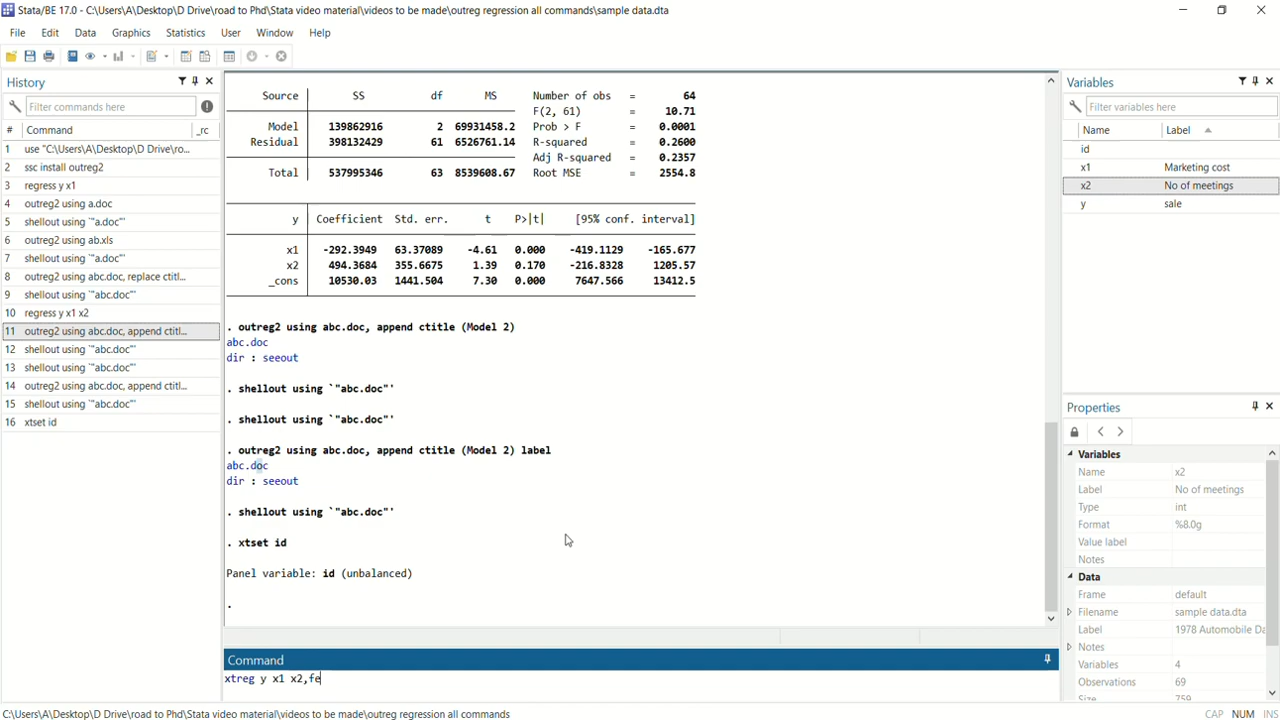 Stata/BE 17.0 - C:\Users\A\Desktop\D Drive\road to Phd\Stata video material\videos to be made\outreg regression all commands\sample data.dta
File Edit Data Graphics Statistics User Window Help
History
Filter commands here
# Command _rc
1 use "C:\Users\A\Desktop\D Drive\ro...
2 ssc install outreg2
3 regress y x1
4 outreg2 using a.doc
5 shellout using `"a.doc"'
6 outreg2 using ab.xls
7 shellout using `"a.doc"'
8 outreg2 using abc.doc, replace ctitl...
9 shellout using `"abc.doc"'
10 regress y x1 x2
11 outreg2 using abc.doc, append ctitl...
12 shellout using `"abc.doc"'
13 shellout using `"abc.doc"'
14 outreg2 using abc.doc, append ctitl...
15 shellout using `"abc.doc"'
16 xtset id
Source SS df MS Number of obs = 64
F(2, 61) = 10.71
Model 139862916 2 69931458.2 Prob > F = 0.0001
Residual 398132429 61 6526761.14 R-squared = 0.2600
Adj R-squared = 0.2357
Total 537995346 63 8539608.67 Root MSE = 2554.8
y Coefficient Std. err. t P>|t| [95% conf. interval]
x1 -292.3949 63.37089 -4.61 0.000 -419.1129 -165.677
x2 494.3684 355.6675 1.39 0.170 -216.8328 1205.57
_cons 10530.03 1441.504 7.30 0.000 7647.566 13412.5
. outreg2 using abc.doc, append ctitle (Model 2)
abc.doc
dir : seeout
. shellout using `"abc.doc"'
. shellout using `"abc.doc"'
. outreg2 using abc.doc, append ctitle (Model 2) label
abc.doc
dir : seeout
. shellout using `"abc.doc"'
. xtset id
Panel variable: id (unbalanced)
.
Command
xtreg y x1 x2,fe
Variables
Filter variables here
Name Label
id
x1 Marketing cost
x2 No of meetings
y sale
Properties
Variables
Name x2
Label No of meetings
Type int
Format %8.0g
Value label
Notes
Data
Frame default
Filename sample data.dta
Label 1978 Automobile Da
Notes
Variables 4
Observations 69
Size 759
C:\Users\A\Desktop\D Drive\road to Phd\Stata video material\videos to be made\outreg regression all commands
CAP NUM INS